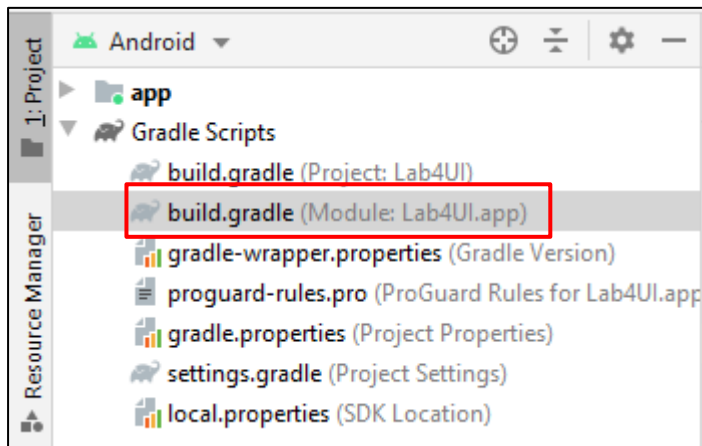 1: Project
Resource Manager
Android
app
Gradle Scripts
build.gradle (Project: Lab4UI)
build.gradle (Module: Lab4UI.app)
gradle-wrapper.properties (Gradle Version)
proguard-rules.pro (ProGuard Rules for Lab4UI.app
gradle.properties (Project Properties)
settings.gradle (Project Settings)
local.properties (SDK Location)